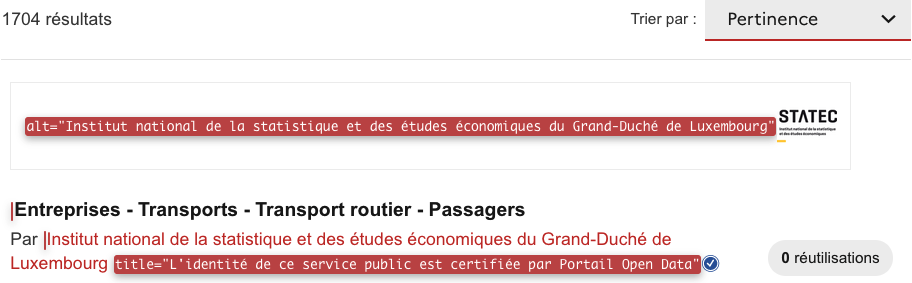 1704 résultats
Trier par : Pertinence
alt="Institut national de la statistique et des études économiques du Grand-Duché de Luxembourg"
STATEC
Institut national de la statistique
et des études économiques
Entreprises - Transports - Transport routier - Passagers
Par Institut national de la statistique et des études économiques du Grand-Duché de
Luxembourg title="L'identité de ce service public est certifiée par Portail Open Data"
0 réutilisations